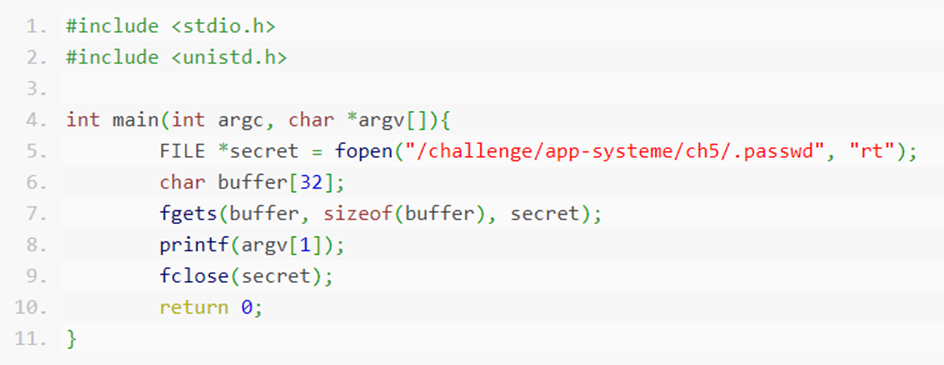 1. #include <stdio.h>
2. #include <unistd.h>
3.
4. int main(int argc, char *argv[]){
5.         FILE *secret = fopen("/challenge/app-systeme/ch5/.passwd", "rt");
6.         char buffer[32];
7.         fgets(buffer, sizeof(buffer), secret);
8.         printf(argv[1]);
9.         fclose(secret);
10.         return 0;
11. }